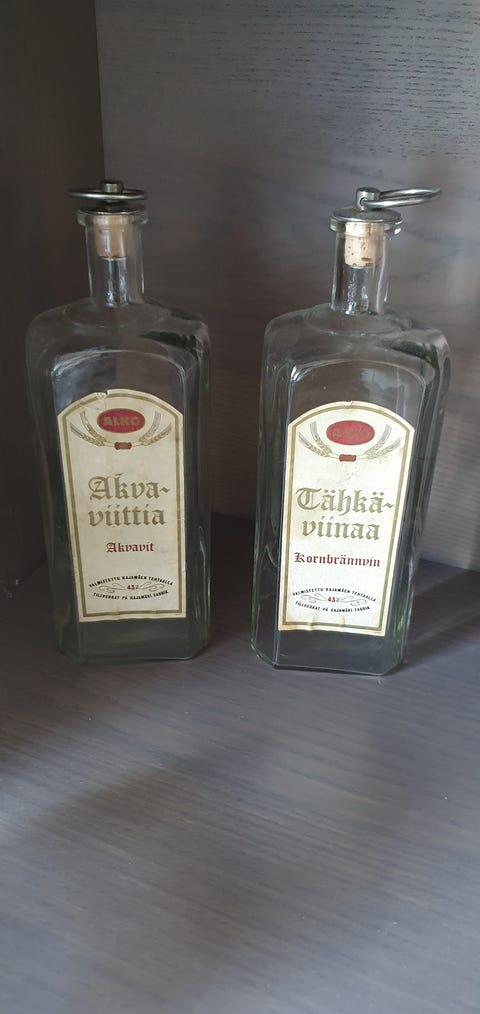 ALKO
Akva-
viittia
Akvavit
VALMISTETTU RAJAMÄEN TEHTAALLA
43%
TILLVERKAT PÅ RAJAMÄKI FABRIK
ALKO
Tähkä-
viinaa
Kornbrännvin
VALMISTETTU RAJAMÄEN TEHTAALLA
43%
TILLVERKAT PÅ RAJAMÄKI FABRIK